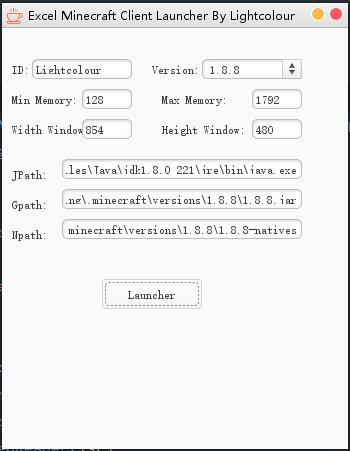 Excel Minecraft Client Launcher By Lightcolour
ID: Lightcolour Version: 1.8.8
Min Memory: 128 Max Memory: 1792
Width Window 854 Height Window: 480
JPath: .les\Java\jdk1.8.0_221\jre\bin\java.exe
Gpath: .ng\.minecraft\versions\1.8.8\1.8.8.jar
Npath: minecraft\versions\1.8.8\1.8.8-natives
Launcher